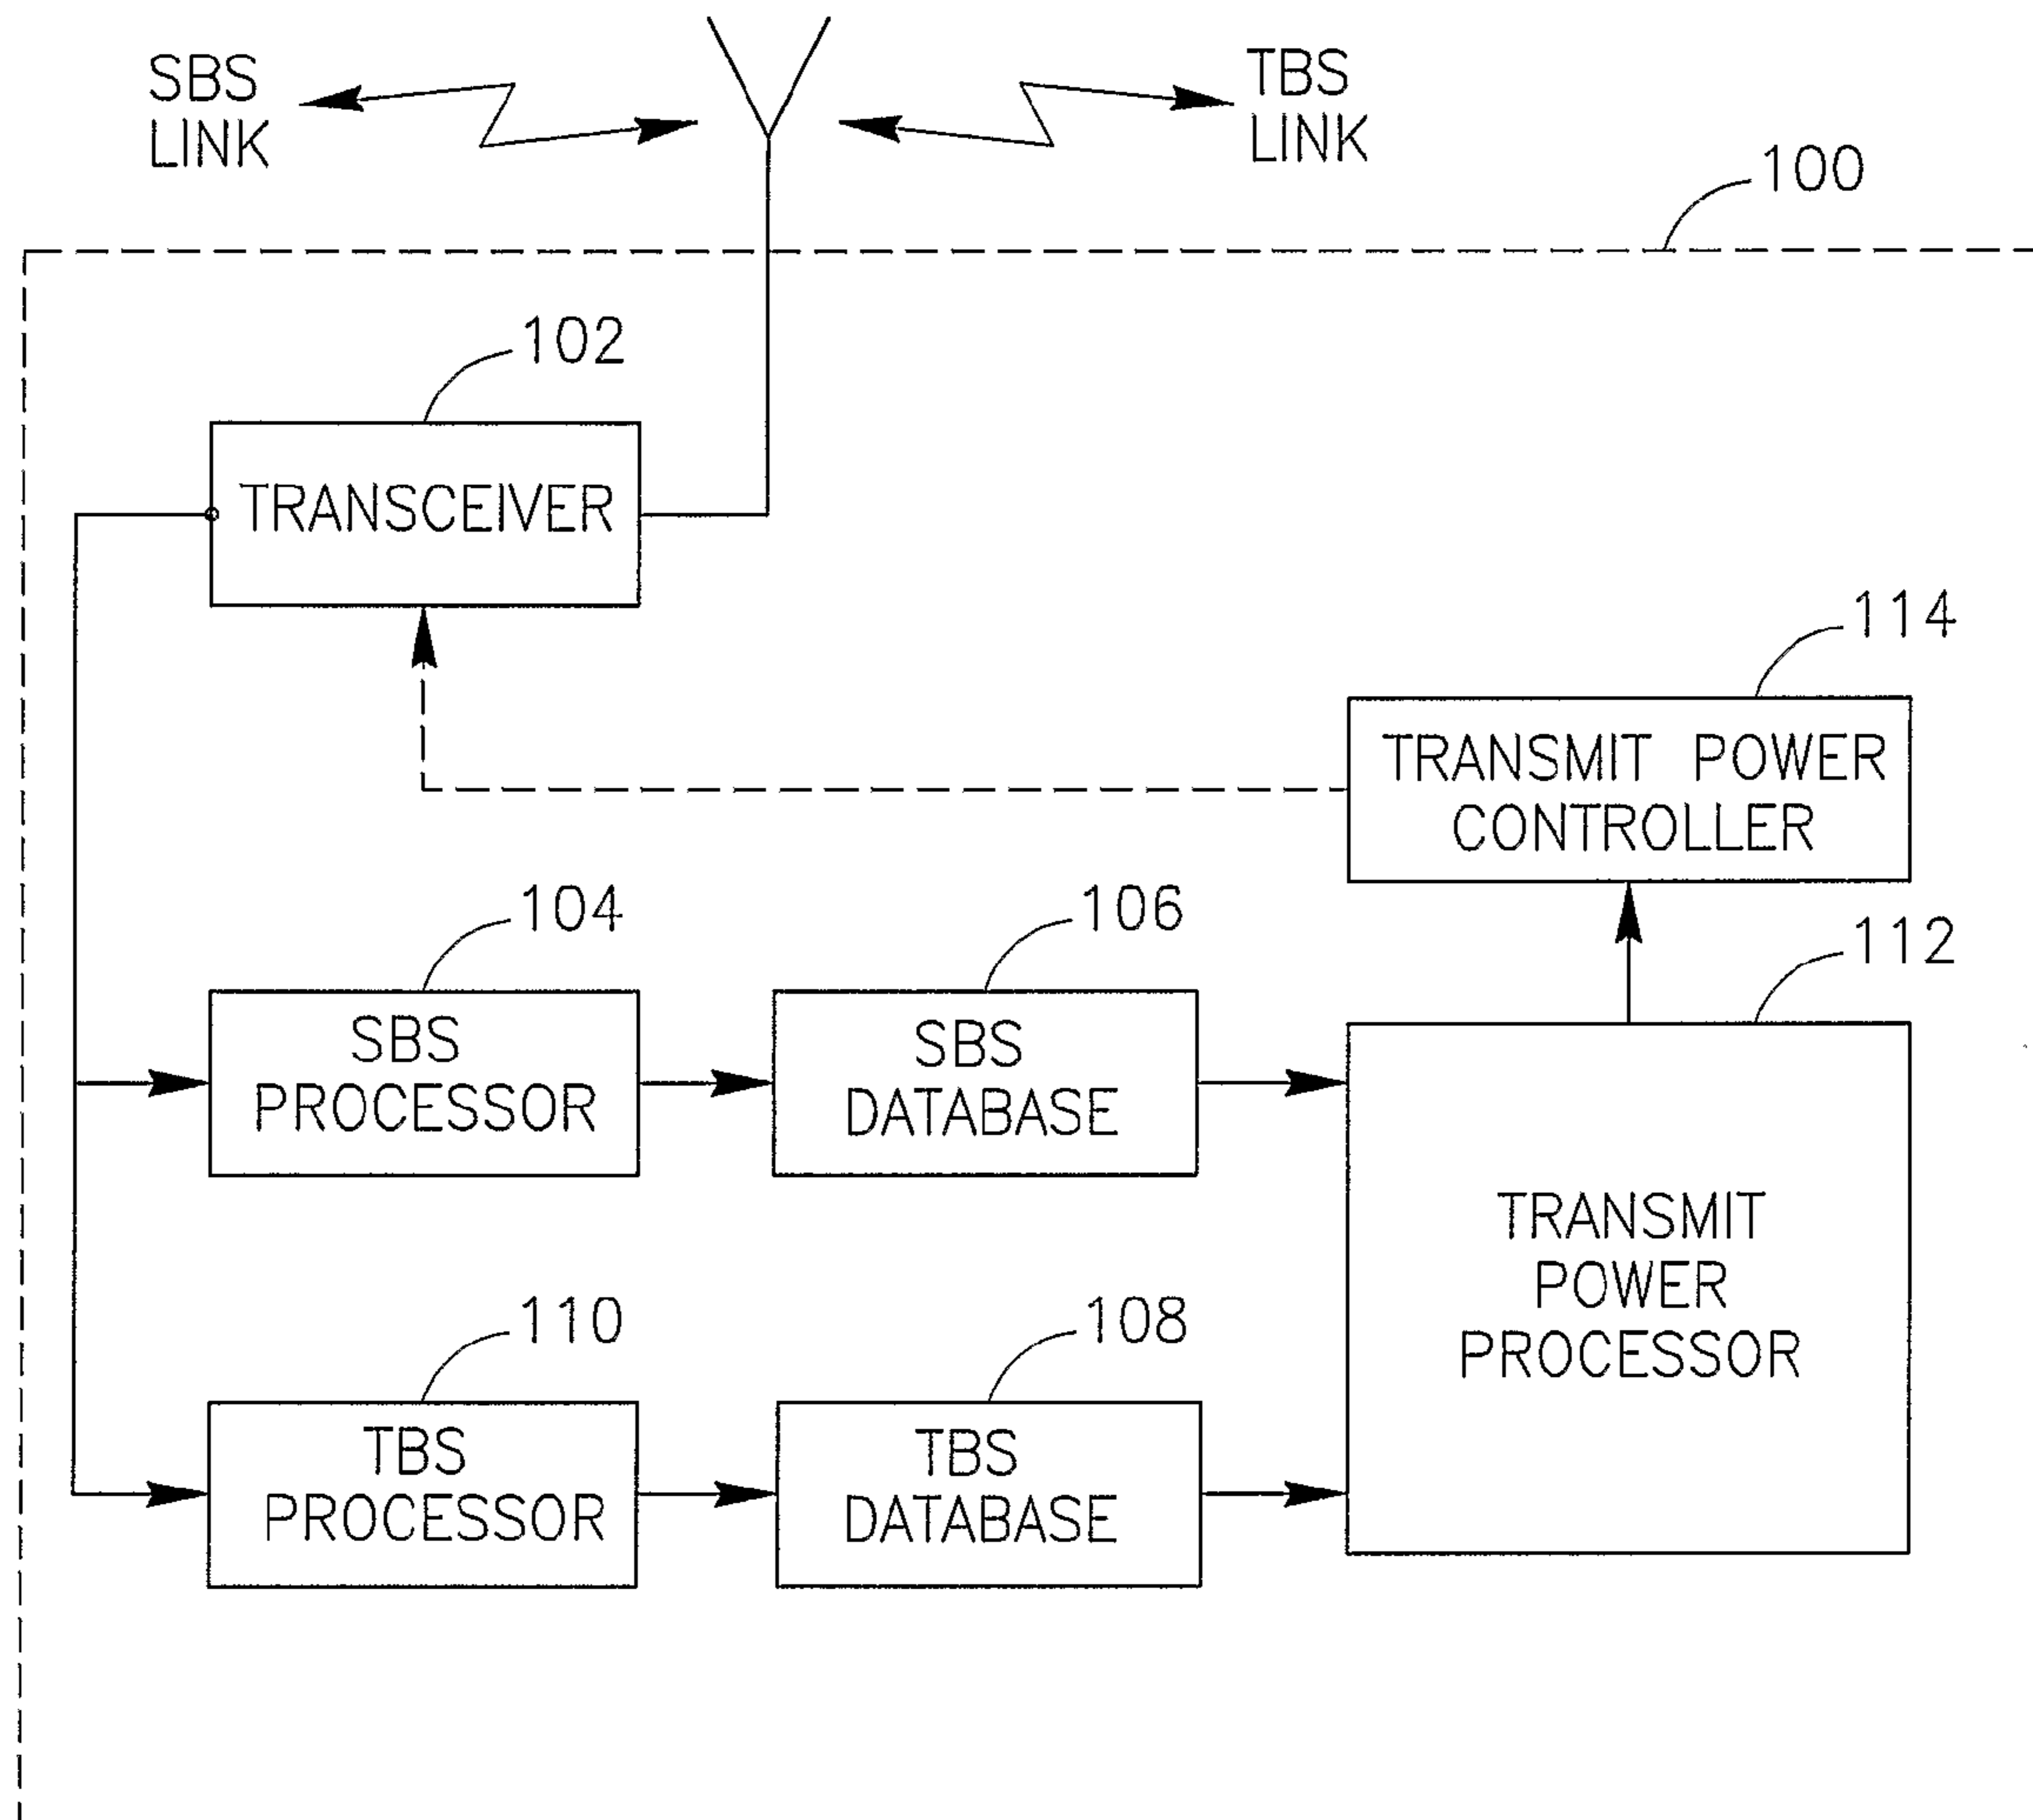 SBS
LINK
TBS
LINK
100
102
TRANSCEIVER
114
TRANSMIT POWER
CONTROLLER
104
106
112
SBS
PROCESSOR
SBS
DATABASE
TRANSMIT
POWER
PROCESSOR
110
108
TBS
PROCESSOR
TBS
DATABASE